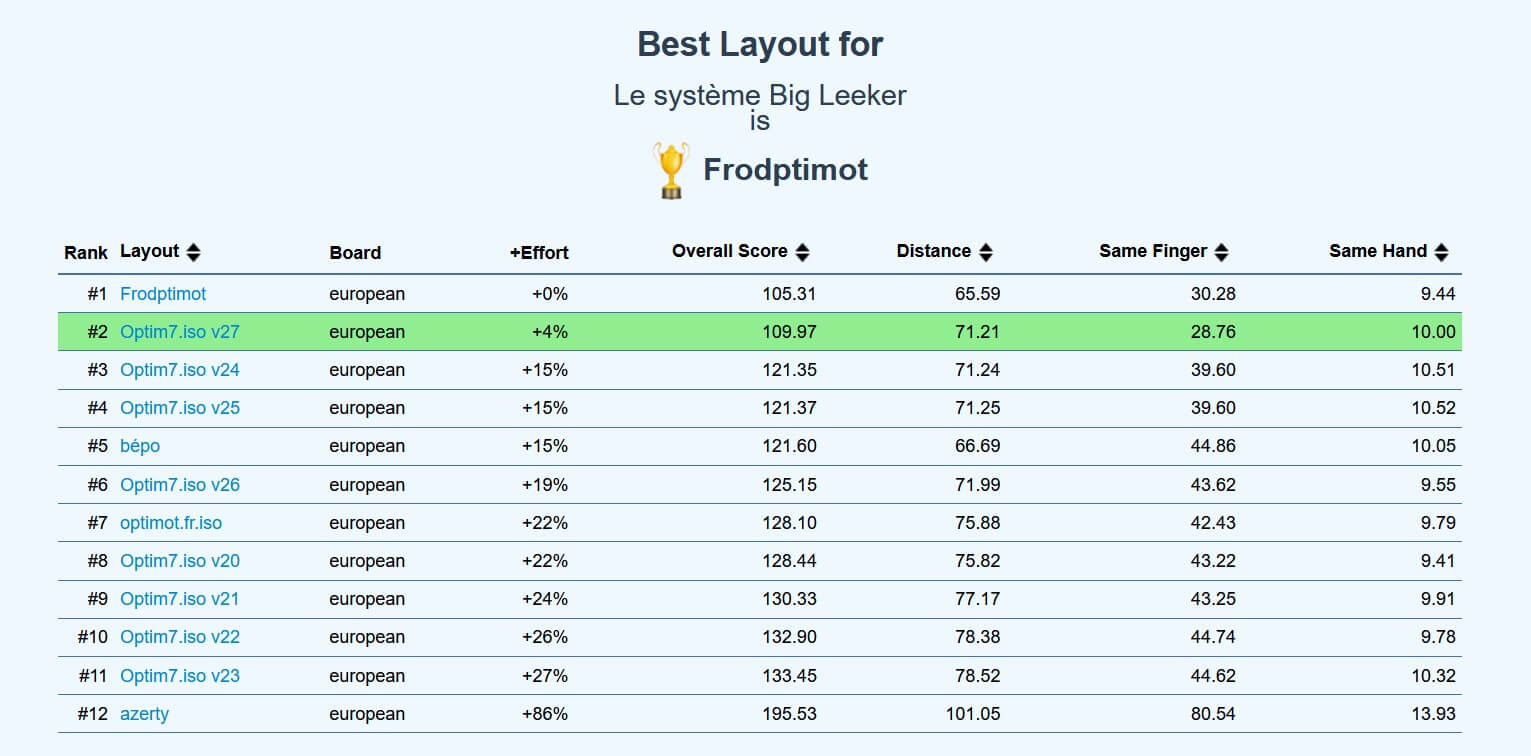 Best Layout for
Le système Big Leeker
is
Frodptimot
Rank Layout Board +Effort Overall Score Distance Same Finger Same Hand
#1 Frodptimot european +0% 105.31 65.59 30.28 9.44
#2 Optim7.iso v27 european +4% 109.97 71.21 28.76 10.00
#3 Optim7.iso v24 european +15% 121.35 71.24 39.60 10.51
#4 Optim7.iso v25 european +15% 121.37 71.25 39.60 10.52
#5 bépo european +15% 121.60 66.69 44.86 10.05
#6 Optim7.iso v26 european +19% 125.15 71.99 43.62 9.55
#7 optimot.fr.iso european +22% 128.10 75.88 42.43 9.79
#8 Optim7.iso v20 european +22% 128.44 75.82 43.22 9.41
#9 Optim7.iso v21 european +24% 130.33 77.17 43.25 9.91
#10 Optim7.iso v22 european +26% 132.90 78.38 44.74 9.78
#11 Optim7.iso v23 european +27% 133.45 78.52 44.62 10.32
#12 azerty european +86% 195.53 101.05 80.54 13.93